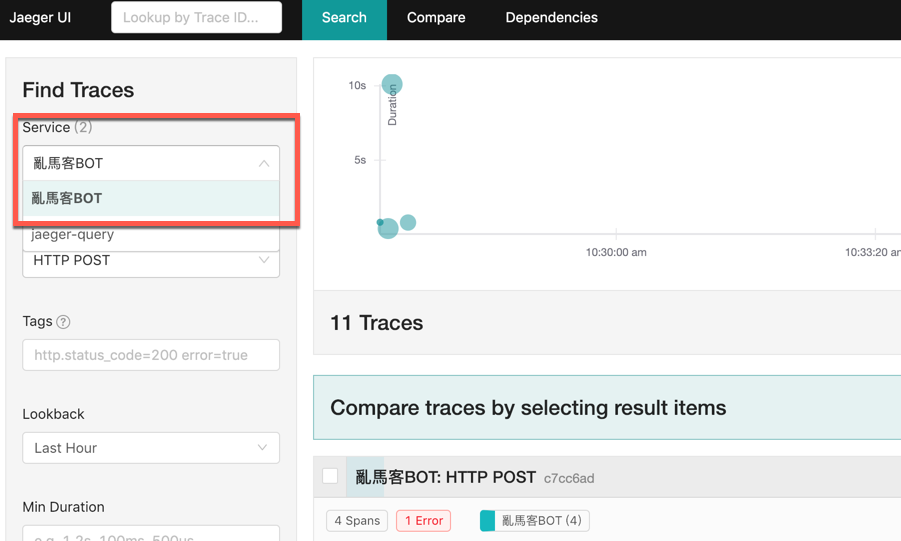 Jaeger UI
Lookup by Trace ID...
Search
Compare
Dependencies
Find Traces
Service (2)
亂馬客BOT
亂馬客BOT
jaeger-query
HTTP POST
Tags ?
http.status_code=200 error=true
Lookback
Last Hour
Min Duration
e.g. 1.2s, 100ms, 500us
10s
Duration
5s
10:30:00 am
10:33:20 am
11 Traces
Compare traces by selecting result items
亂馬客BOT: HTTP POST c7cc6ad
4 Spans
1 Error
亂馬客BOT (4)